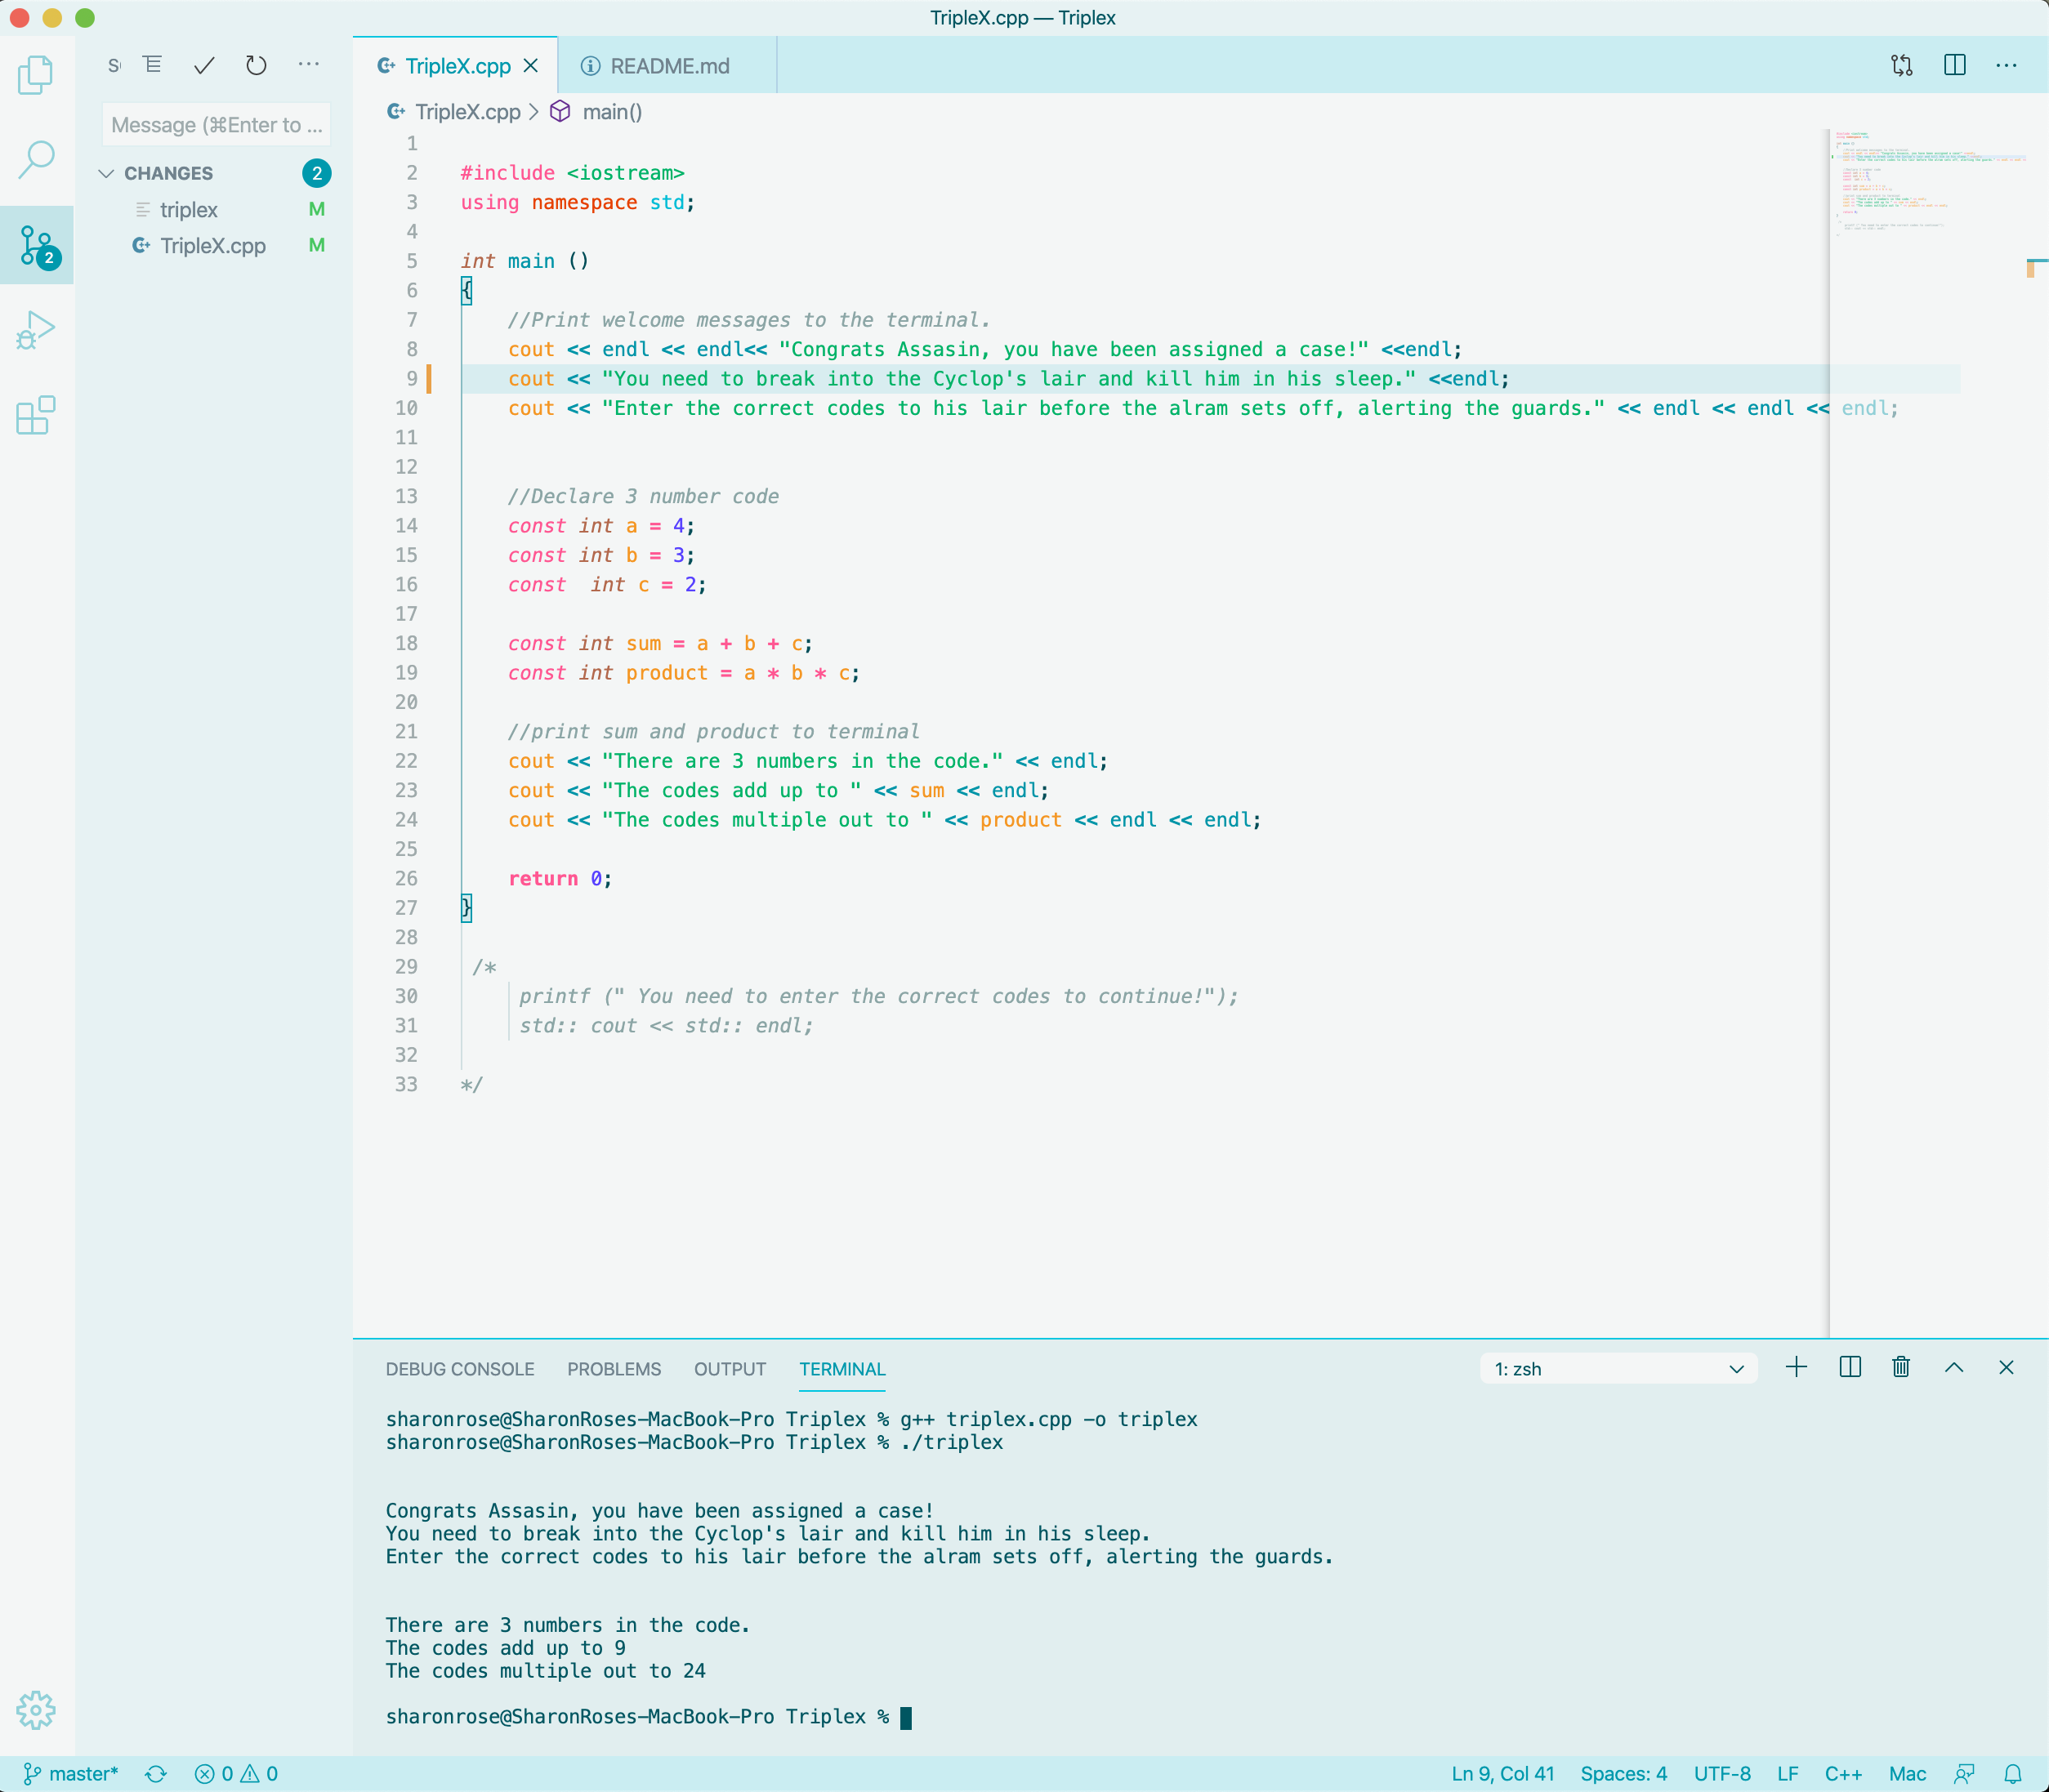 TripleX.cpp — Triplex
TripleX.cpp
README.md
Message (⌘Enter to ...
CHANGES 2
triplex M
TripleX.cpp M
2
TripleX.cpp > main()
1
2 #include <iostream>
3 using namespace std;
4
5 int main ()
6 {
7 //Print welcome messages to the terminal.
8 cout << endl << endl<< "Congrats Assasin, you have been assigned a case!" <<endl;
9 cout << "You need to break into the Cyclop's lair and kill him in his sleep." <<endl;
10 cout << "Enter the correct codes to his lair before the alram sets off, alerting the guards." << endl << endl << endl;
11
12
13 //Declare 3 number code
14 const int a = 4;
15 const int b = 3;
16 const  int c = 2;
17
18 const int sum = a + b + c;
19 const int product = a * b * c;
20
21 //print sum and product to terminal
22 cout << "There are 3 numbers in the code." << endl;
23 cout << "The codes add up to " << sum << endl;
24 cout << "The codes multiple out to " << product << endl << endl;
25
26 return 0;
27 }
28
29 /*
30 printf (" You need to enter the correct codes to continue!");
31 std:: cout << std:: endl;
32
33 */
DEBUG CONSOLE PROBLEMS OUTPUT TERMINAL 1: zsh
sharonrose@SharonRoses-MacBook-Pro Triplex % g++ triplex.cpp -o triplex
sharonrose@SharonRoses-MacBook-Pro Triplex % ./triplex
Congrats Assasin, you have been assigned a case!
You need to break into the Cyclop's lair and kill him in his sleep.
Enter the correct codes to his lair before the alram sets off, alerting the guards.
There are 3 numbers in the code.
The codes add up to 9
The codes multiple out to 24
sharonrose@SharonRoses-MacBook-Pro Triplex %
master* 0 0 Ln 9, Col 41 Spaces: 4 UTF-8 LF C++ Mac